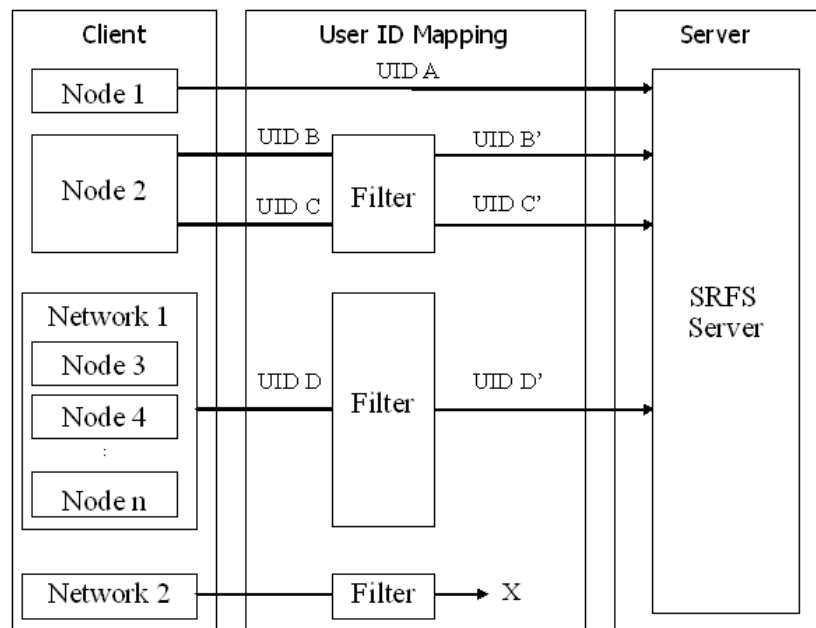 Client
User ID Mapping
Server
Node 1
UID A
Node 2
UID B
UID C
Filter
UID B’
UID C’
SRFS
Server
Network 1
Node 3
Node 4
:
Node n
UID D
Filter
UID D’
Network 2
Filter
X